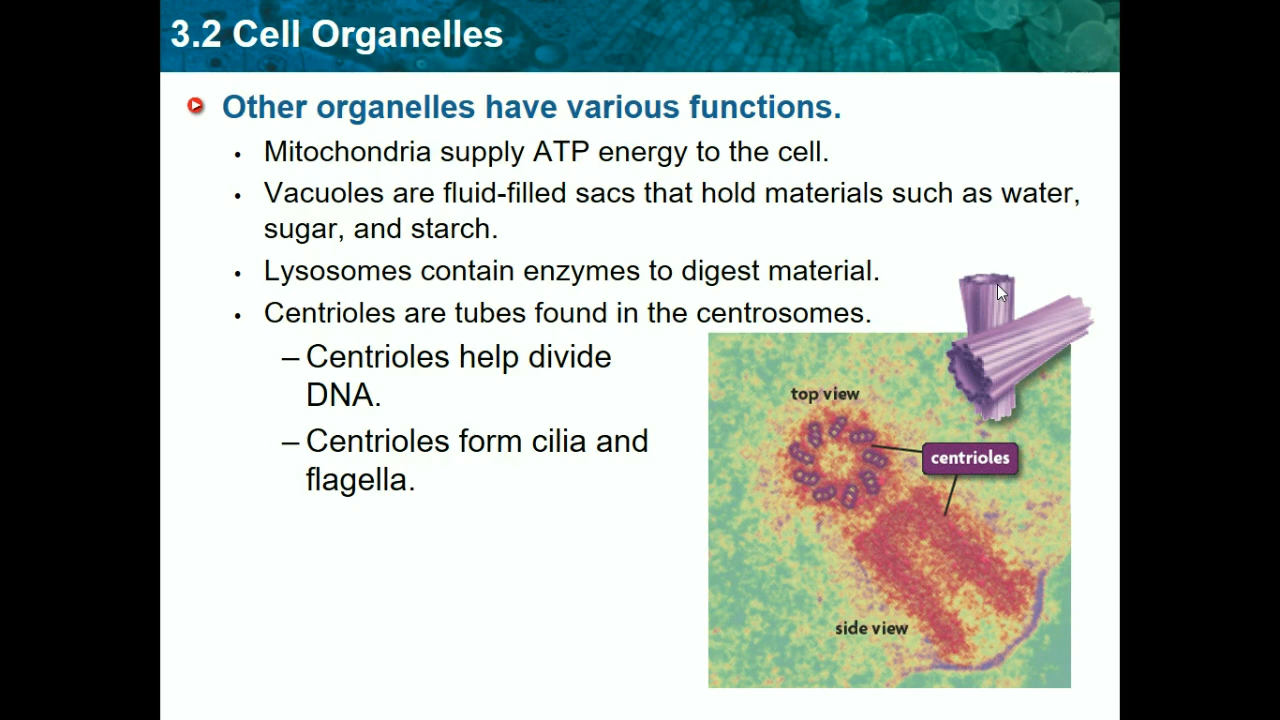 3.2 Cell Organelles
Other organelles have various functions.
• Mitochondria supply ATP energy to the cell.
• Vacuoles are fluid-filled sacs that hold materials such as water,
sugar, and starch.
• Lysosomes contain enzymes to digest material.
• Centrioles are tubes found in the centrosomes.
– Centrioles help divide
DNA.
– Centrioles form cilia and
flagella.
top view
centrioles
side view